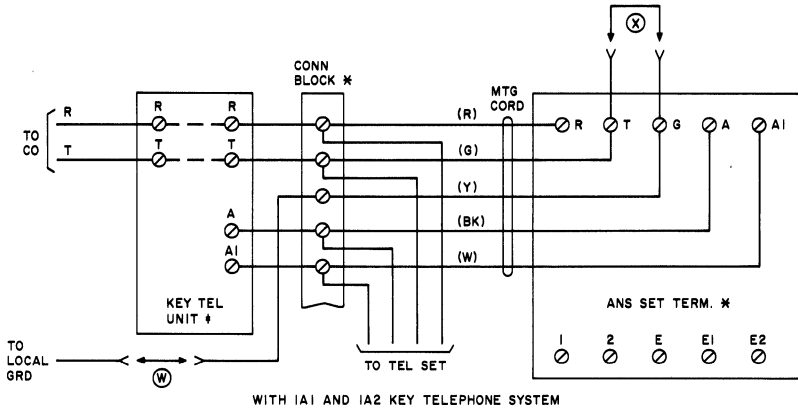 CONN
BLOCK *
MTG
CORD
X
R
R
R
(R)
R
T
G
A
A1
TO
CO
T
T
T
(G)
(Y)
A
(BK)
A1
(W)
KEY TEL
UNIT ‡
ANS SET TERM. *
1
2
E
E1
E2
TO
LOCAL
GRD
W
TO TEL SET
WITH 1A1 AND 1A2 KEY TELEPHONE SYSTEM